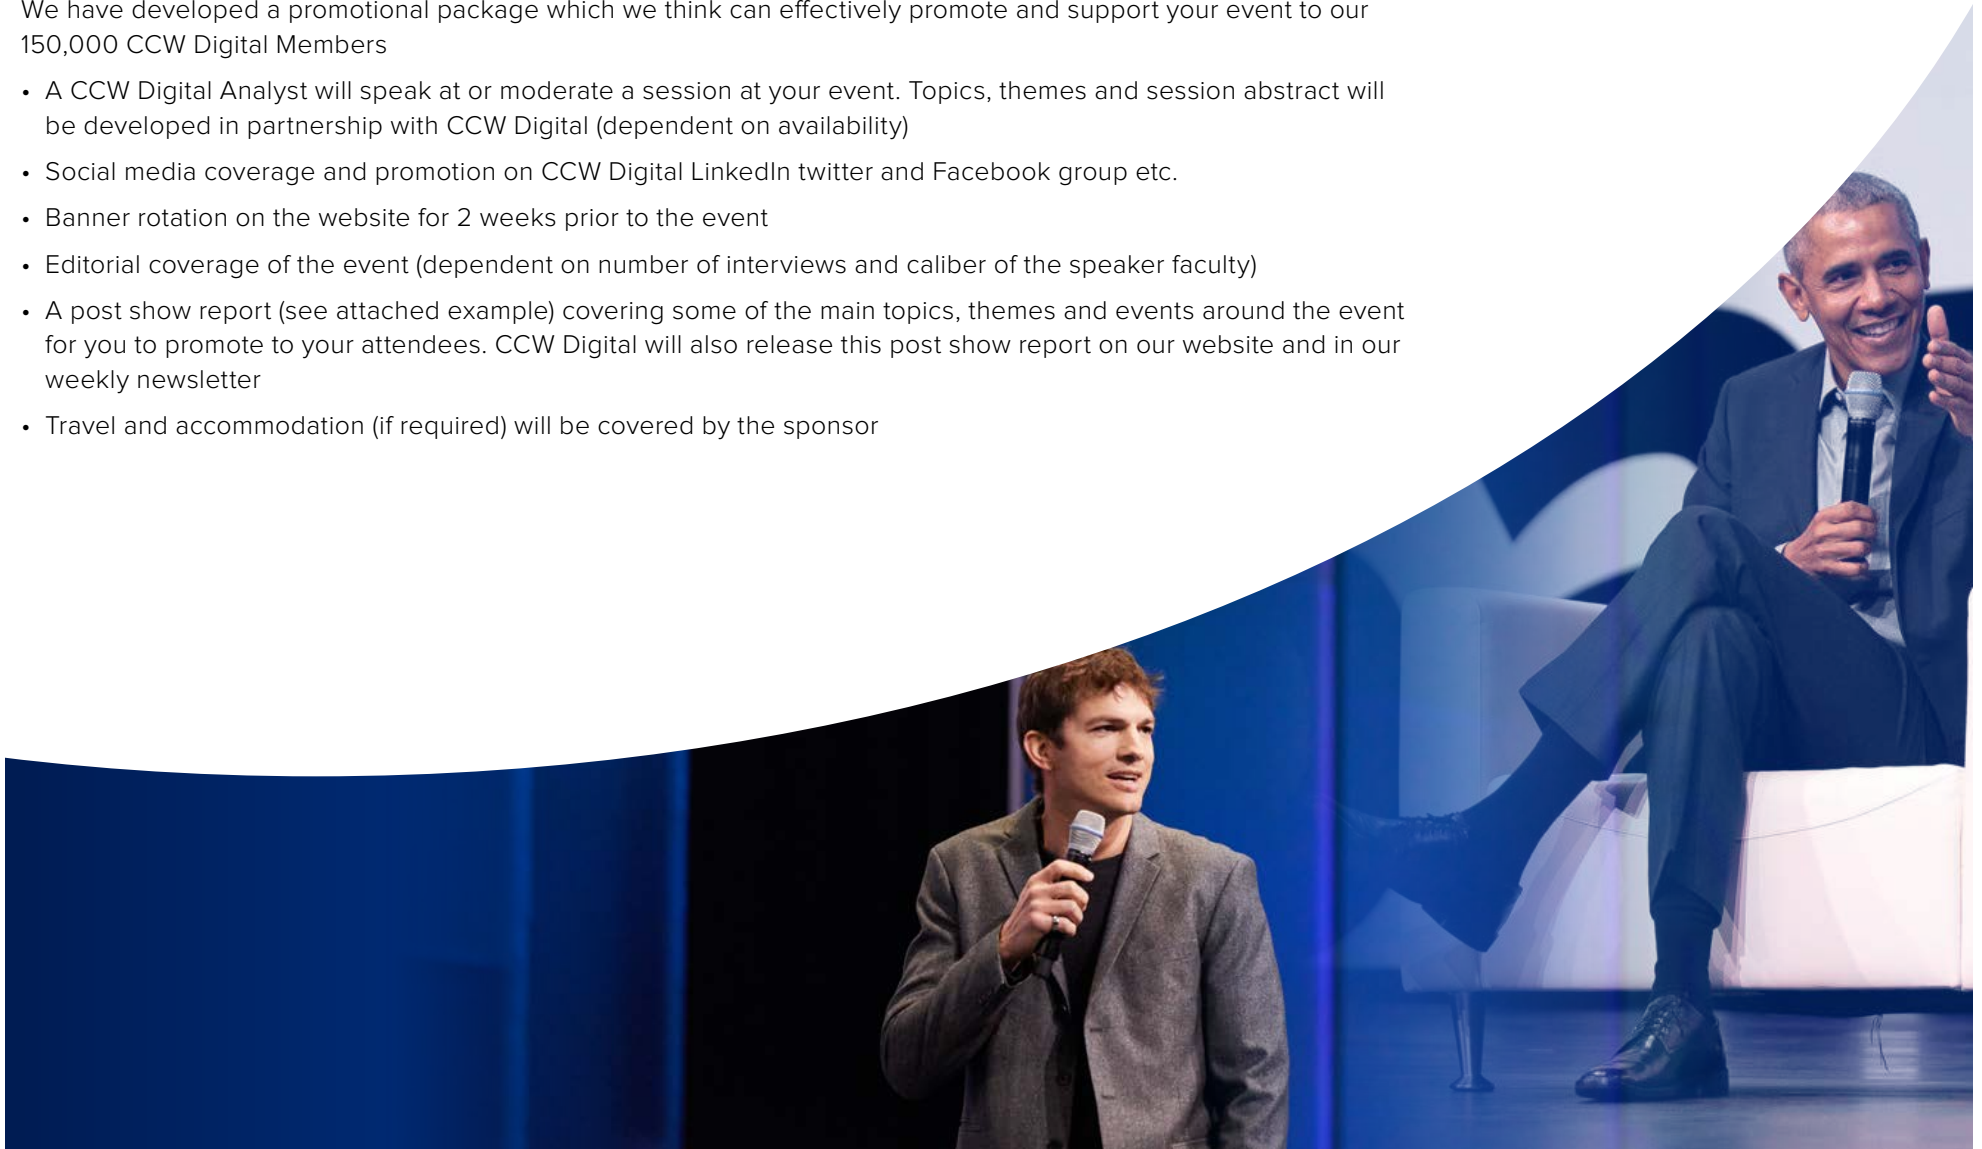 We have developed a promotional package which we think can effectively promote and support your event to our
150,000 CCW Digital Members
• A CCW Digital Analyst will speak at or moderate a session at your event. Topics, themes and session abstract will
be developed in partnership with CCW Digital (dependent on availability)
• Social media coverage and promotion on CCW Digital LinkedIn twitter and Facebook group etc.
• Banner rotation on the website for 2 weeks prior to the event
• Editorial coverage of the event (dependent on number of interviews and caliber of the speaker faculty)
• A post show report (see attached example) covering some of the main topics, themes and events around the event
for you to promote to your attendees. CCW Digital will also release this post show report on our website and in our
weekly newsletter
• Travel and accommodation (if required) will be covered by the sponsor